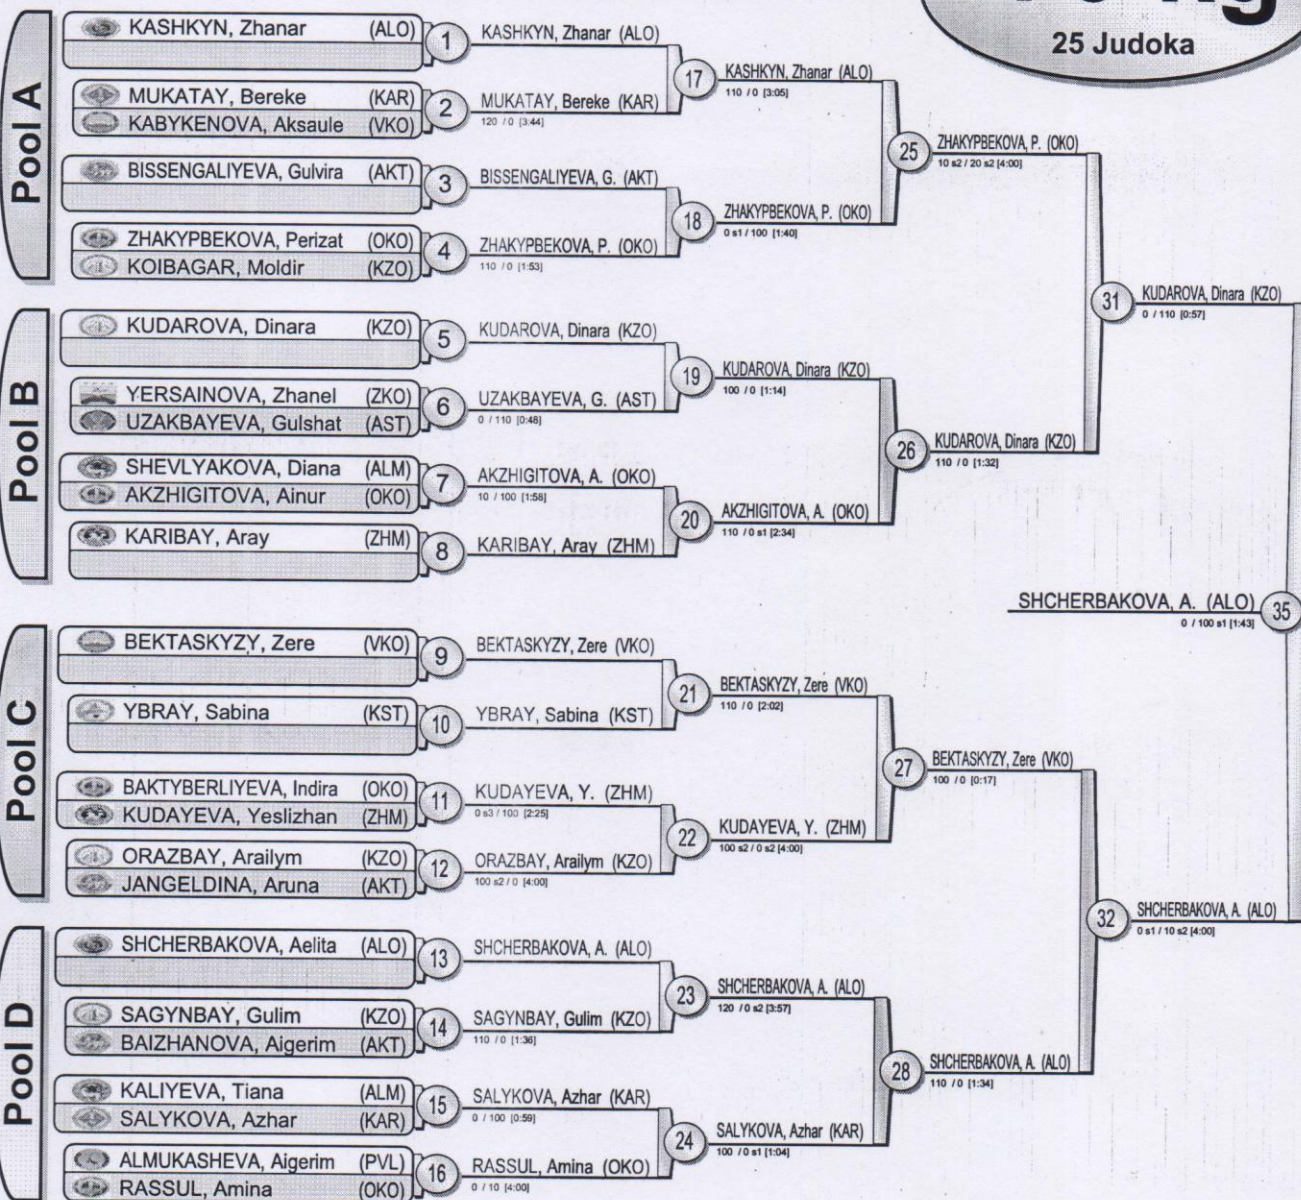 25 Judoka
Pool A
KASHKYN, Zhanar (ALO)
1
MUKATAY, Bereke (KAR)
KABYKENOVA, Aksaule (VKO)
2
BISSENGALIYEVA, Gulvira (AKT)
3
ZHAKYPBEKOVA, Perizat (OKO)
KOIBAGAR, Moldir (KZO)
4
Pool B
KUDAROVA, Dinara (KZO)
5
YERSAINOVA, Zhanel (ZKO)
UZAKBAYEVA, Gulshat (AST)
6
SHEVLYAKOVA, Diana (ALM)
AKZHIGITOVA, Ainur (OKO)
7
KARIBAY, Aray (ZHM)
8
Pool C
BEKTASKYZY, Zere (VKO)
9
YBRAY, Sabina (KST)
10
BAKTYBERLIYEVA, Indira (OKO)
KUDAYEVA, Yeslizhan (ZHM)
11
ORAZBAY, Arailym (KZO)
JANGELDINA, Aruna (AKT)
12
Pool D
SHCHERBAKOVA, Aelita (ALO)
13
SAGYNBAY, Gulim (KZO)
BAIZHANOVA, Aigerim (AKT)
14
KALIYEVA, Tiana (ALM)
SALYKOVA, Azhar (KAR)
15
ALMUKASHEVA, Aigerim (PVL)
RASSUL, Amina (OKO)
16
KASHKYN, Zhanar (ALO)
MUKATAY, Bereke (KAR)
120 / 0 [3:44]
17
BISSENGALIYEVA, G. (AKT)
ZHAKYPBEKOVA, P. (OKO)
110 / 0 [1:53]
18
KUDAROVA, Dinara (KZO)
UZAKBAYEVA, G. (AST)
0 / 110 [0:48]
19
AKZHIGITOVA, A. (OKO)
10 / 100 [1:58]
KARIBAY, Aray (ZHM)
20
BEKTASKYZY, Zere (VKO)
YBRAY, Sabina (KST)
21
KUDAYEVA, Y. (ZHM)
0 s3 / 100 [2:25]
ORAZBAY, Arailym (KZO)
100 s2 / 0 [4:00]
22
SHCHERBAKOVA, A. (ALO)
SAGYNBAY, Gulim (KZO)
110 / 0 [1:36]
23
SALYKOVA, Azhar (KAR)
0 / 100 [0:59]
RASSUL, Amina (OKO)
0 / 10 [4:00]
24
KASHKYN, Zhanar (ALO)
110 / 0 [3:05]
ZHAKYPBEKOVA, P. (OKO)
0 s1 / 100 [1:40]
25
KUDAROVA, Dinara (KZO)
100 / 0 [1:14]
AKZHIGITOVA, A. (OKO)
110 / 0 s1 [2:34]
26
BEKTASKYZY, Zere (VKO)
110 / 0 [2:02]
KUDAYEVA, Y. (ZHM)
100 s2 / 0 s2 [4:00]
27
SHCHERBAKOVA, A. (ALO)
120 / 0 s2 [3:57]
SALYKOVA, Azhar (KAR)
100 / 0 s1 [1:04]
28
ZHAKYPBEKOVA, P. (OKO)
10 s2 / 20 s2 [4:00]
KUDAROVA, Dinara (KZO)
110 / 0 [1:32]
31
BEKTASKYZY, Zere (VKO)
100 / 0 [0:17]
SHCHERBAKOVA, A. (ALO)
110 / 0 [1:34]
32
KUDAROVA, Dinara (KZO)
0 / 110 [0:57]
SHCHERBAKOVA, A. (ALO)
0 s1 / 10 s2 [4:00]
SHCHERBAKOVA, A. (ALO)
0 / 100 s1 [1:43]
35